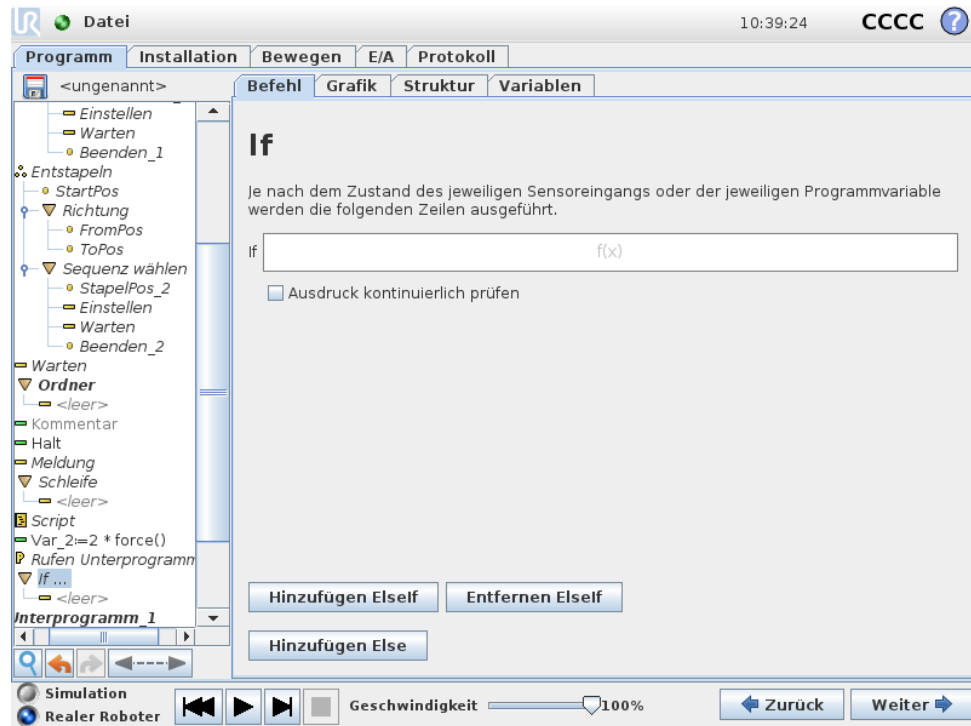 UR Datei 10:39:24 CCCC ?
Programm Installation Bewegen E/A Protokoll
<ungenannt>
Befehl Grafik Struktur Variablen
Einstellen
Warten
Beenden_1
Entstapeln
StartPos
Richtung
FromPos
ToPos
Sequenz wählen
StapelPos_2
Einstellen
Warten
Beenden_2
Warten
Ordner
<leer>
Kommentar
Halt
Meldung
Schleife
<leer>
Script
Var_2:=2 * force()
Rufen Unterprogramm
If ...
<leer>
Interprogramm_1
If
Je nach dem Zustand des jeweiligen Sensoreingangs oder der jeweiligen Programmvariable
werden die folgenden Zeilen ausgeführt.
If f(x)
Ausdruck kontinuierlich prüfen
Hinzufügen ElseIf Entfernen ElseIf
Hinzufügen Else
Simulation
Realer Roboter
Geschwindigkeit 100%
Zurück Weiter